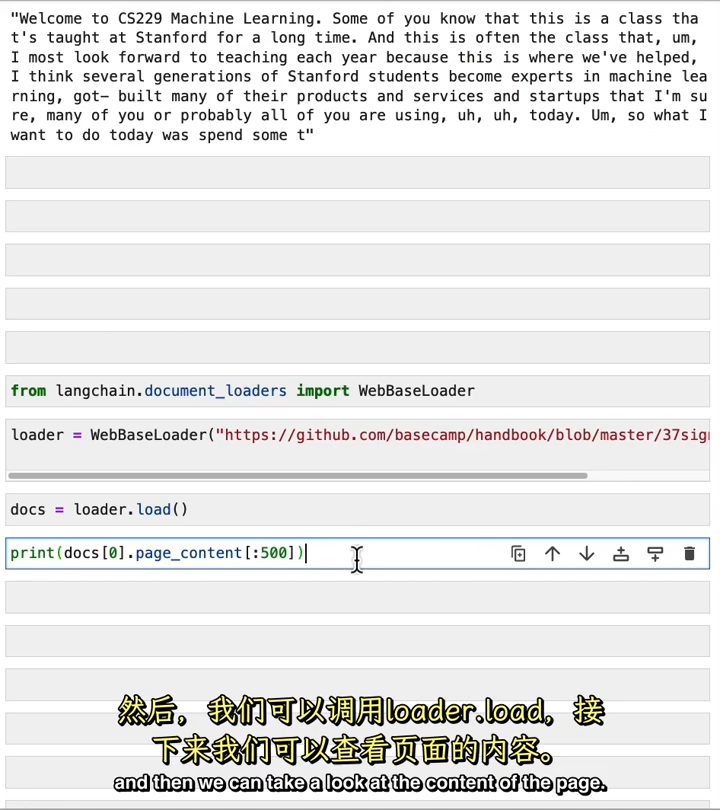 "Welcome to CS229 Machine Learning. Some of you know that this is a class tha
t's taught at Stanford for a long time. And this is often the class that, um,
I most look forward to teaching each year because this is where we've helped,
I think several generations of Stanford students become experts in machine lea
rning, got- built many of their products and services and startups that I'm su
re, many of you or probably all of you are using, uh, uh, today. Um, so what I
want to do today was spend some t"
from langchain.document_loaders import WebBaseLoader
loader = WebBaseLoader("https://github.com/basecamp/handbook/blob/master/37sig
docs = loader.load()
print(docs[0].page_content[:500])
然后，我们可以调用loader.load，接
下来我们可以查看页面的内容。
and then we can take a look at the content of the page.